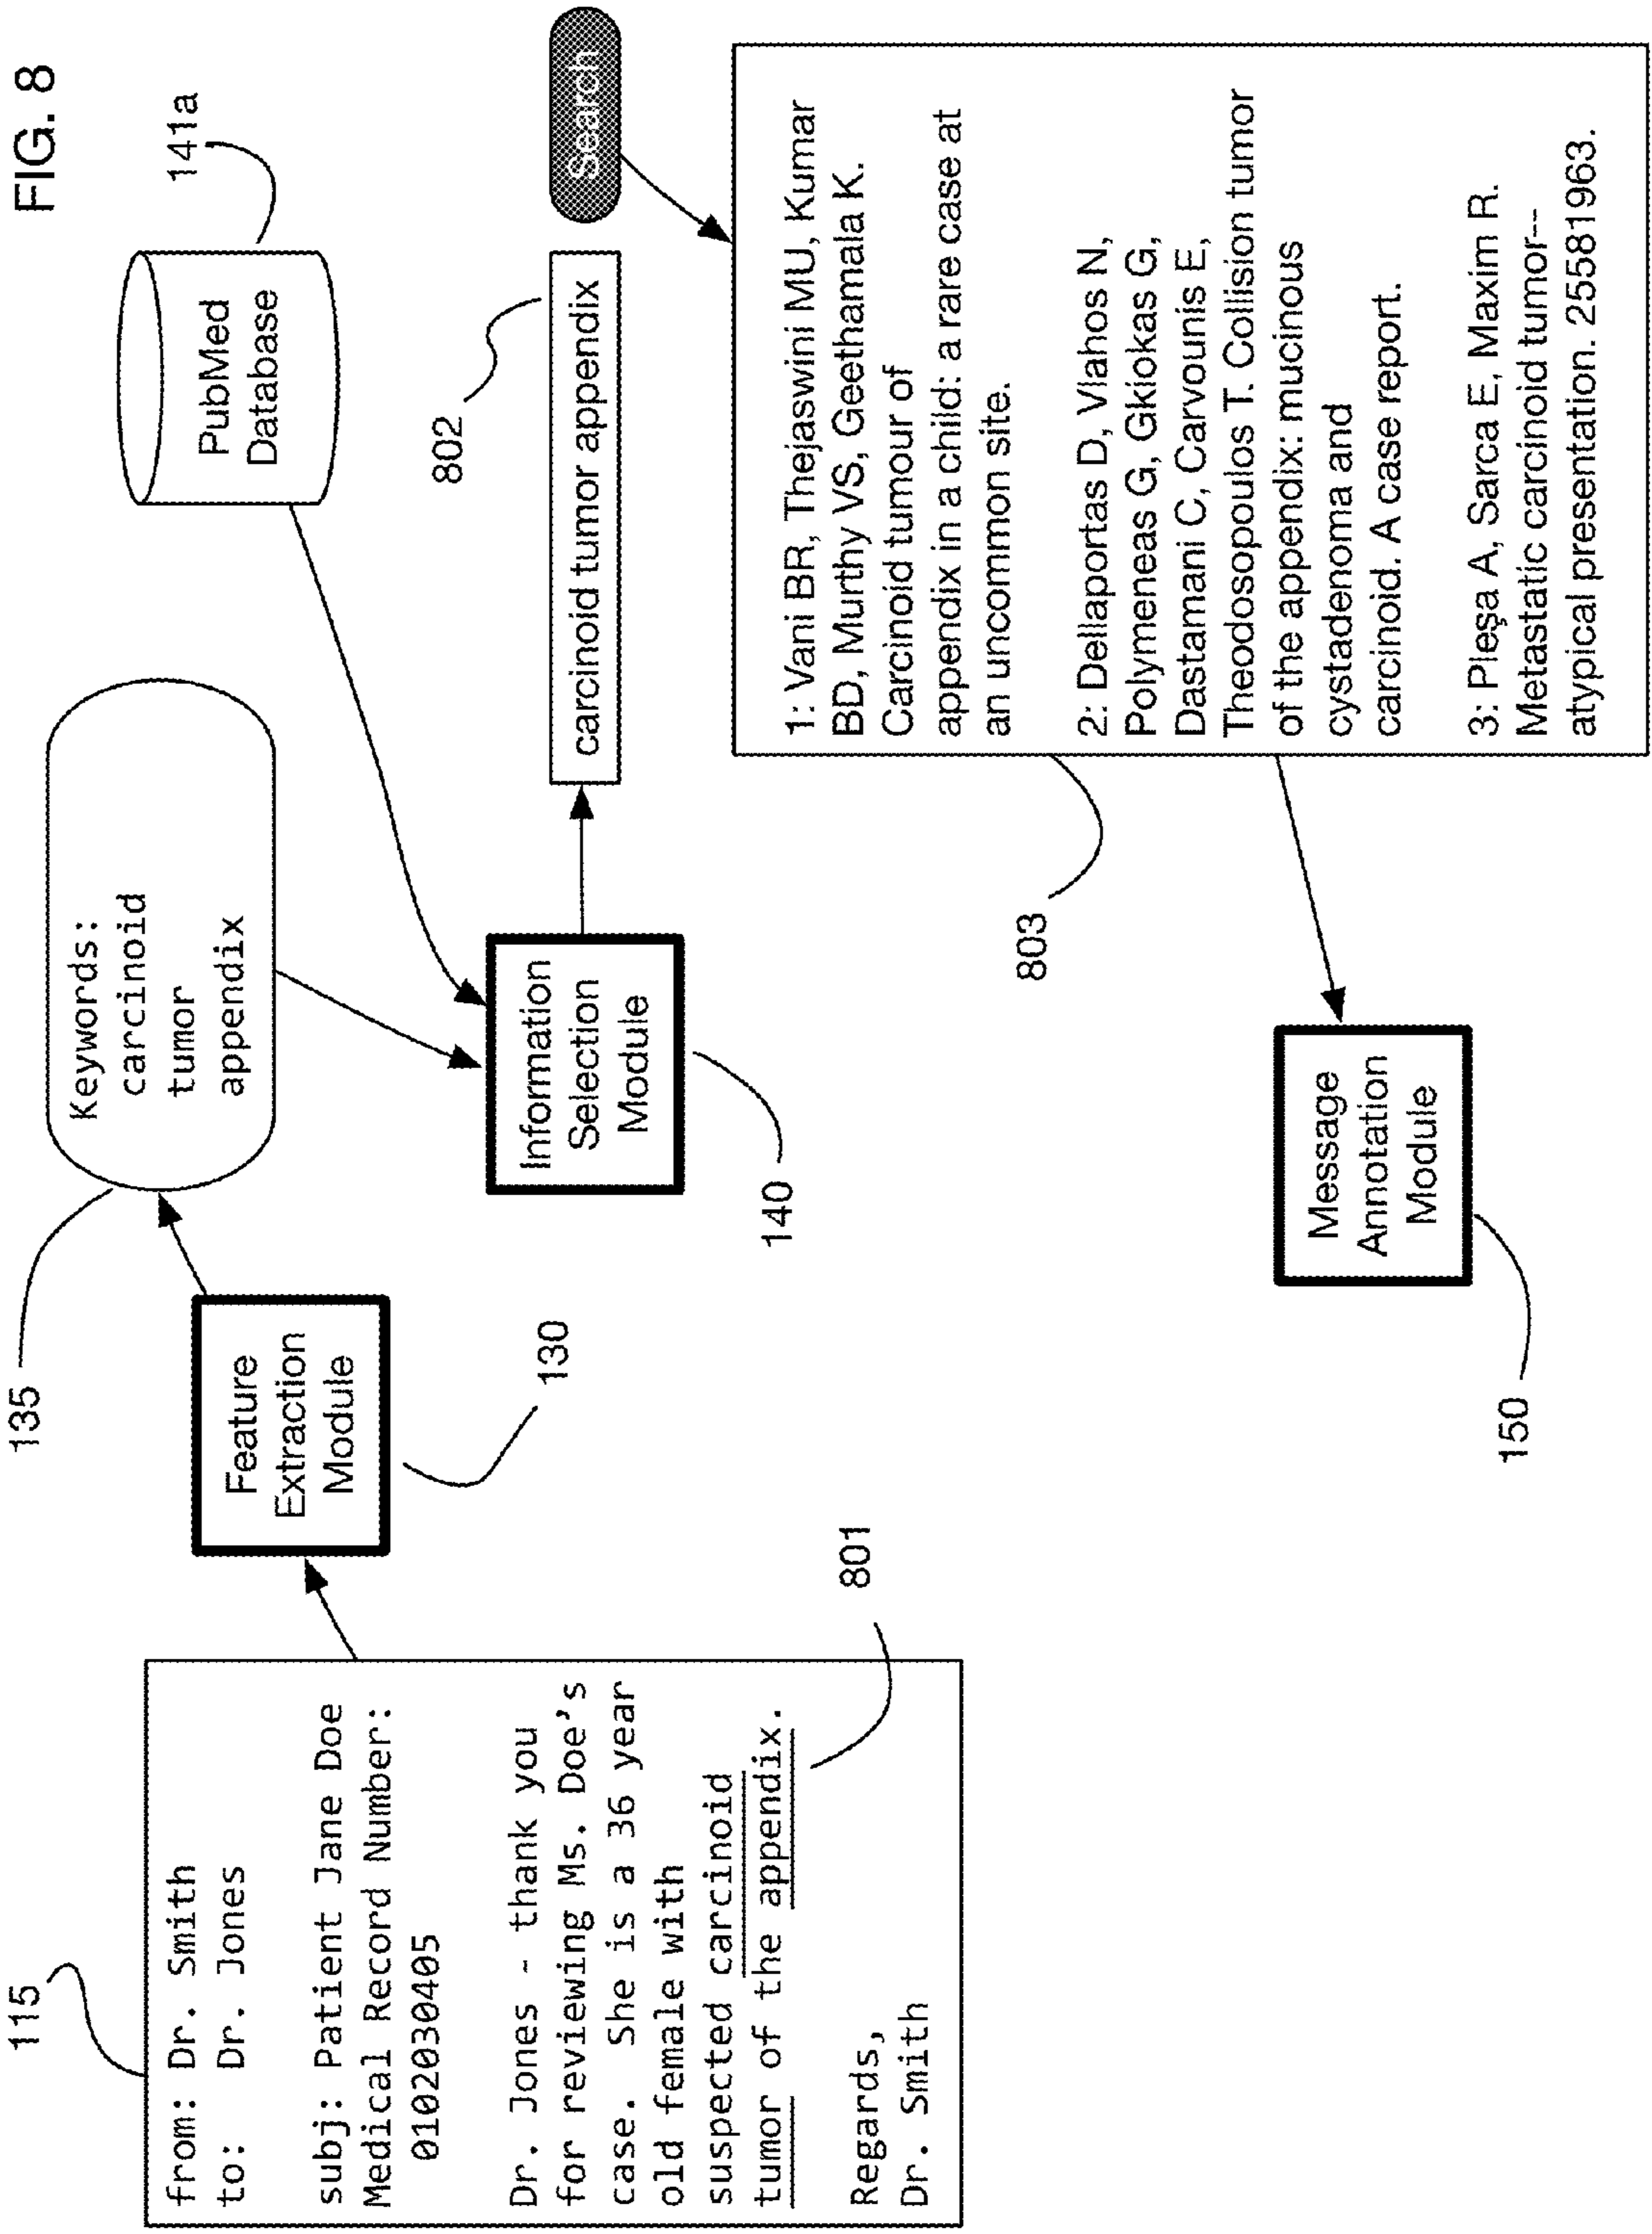 FIG. 8
115
from: Dr. Smith
to:  Dr. Jones
subj: Patient Jane Doe
Medical Record Number:
0102030405
Dr. Jones - thank you
for reviewing Ms. Doe's
case.  She is a 36 year
old female with
suspected carcinoid
tumor of the appendix.
Regards,
Dr. Smith
801
Feature
Extraction
Module
130
135
Keywords:
carcinoid
tumor
appendix
PubMed
Database
141a
Information
Selection
Module
140
802
carcinoid tumor appendix
Search
1: Vani BR, Thejaswini MU, Kumar
BD, Murthy VS, Geethamala K.
Carcinoid tumour of
appendix in a child: a rare case at
an uncommon site.
2: Dellaportas D, Vlahos N,
Polymeneas G, Gkiokas G,
Dastamani C, Carvounis E,
Theodosopoulos T. Collision tumor
of the appendix: mucinous
cystadenoma and
carcinoid. A case report.
3: Pleşa A, Sarca E, Maxim R.
Metastatic carcinoid tumor--
atypical presentation. 25581963.
803
Message
Annotation
Module
150